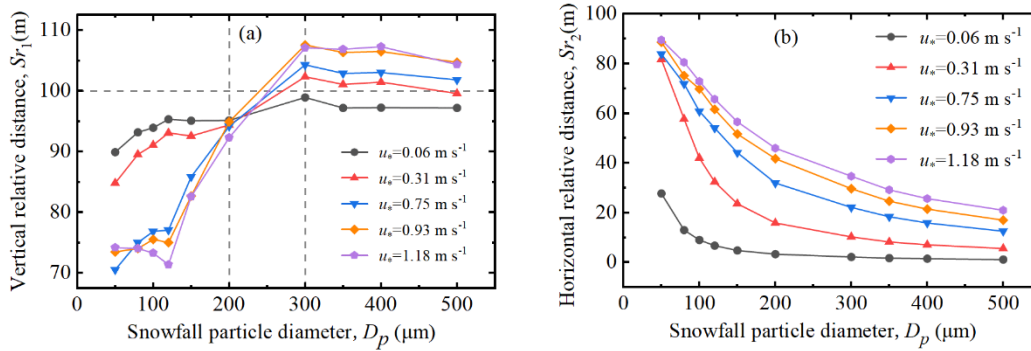 (a)
Vertical relative distance, Sr₁(m)
110
100
90
80
70
u*=0.06 m s⁻¹
u*=0.31 m s⁻¹
u*=0.75 m s⁻¹
u*=0.93 m s⁻¹
u*=1.18 m s⁻¹
0 100 200 300 400 500
Snowfall particle diameter, Dₚ (μm)
(b)
Horizontal relative distance, Sr₂(m)
100
80
60
40
20
0
u*=0.06 m s⁻¹
u*=0.31 m s⁻¹
u*=0.75 m s⁻¹
u*=0.93 m s⁻¹
u*=1.18 m s⁻¹
0 100 200 300 400 500
Snowfall particle diameter, Dₚ (μm)